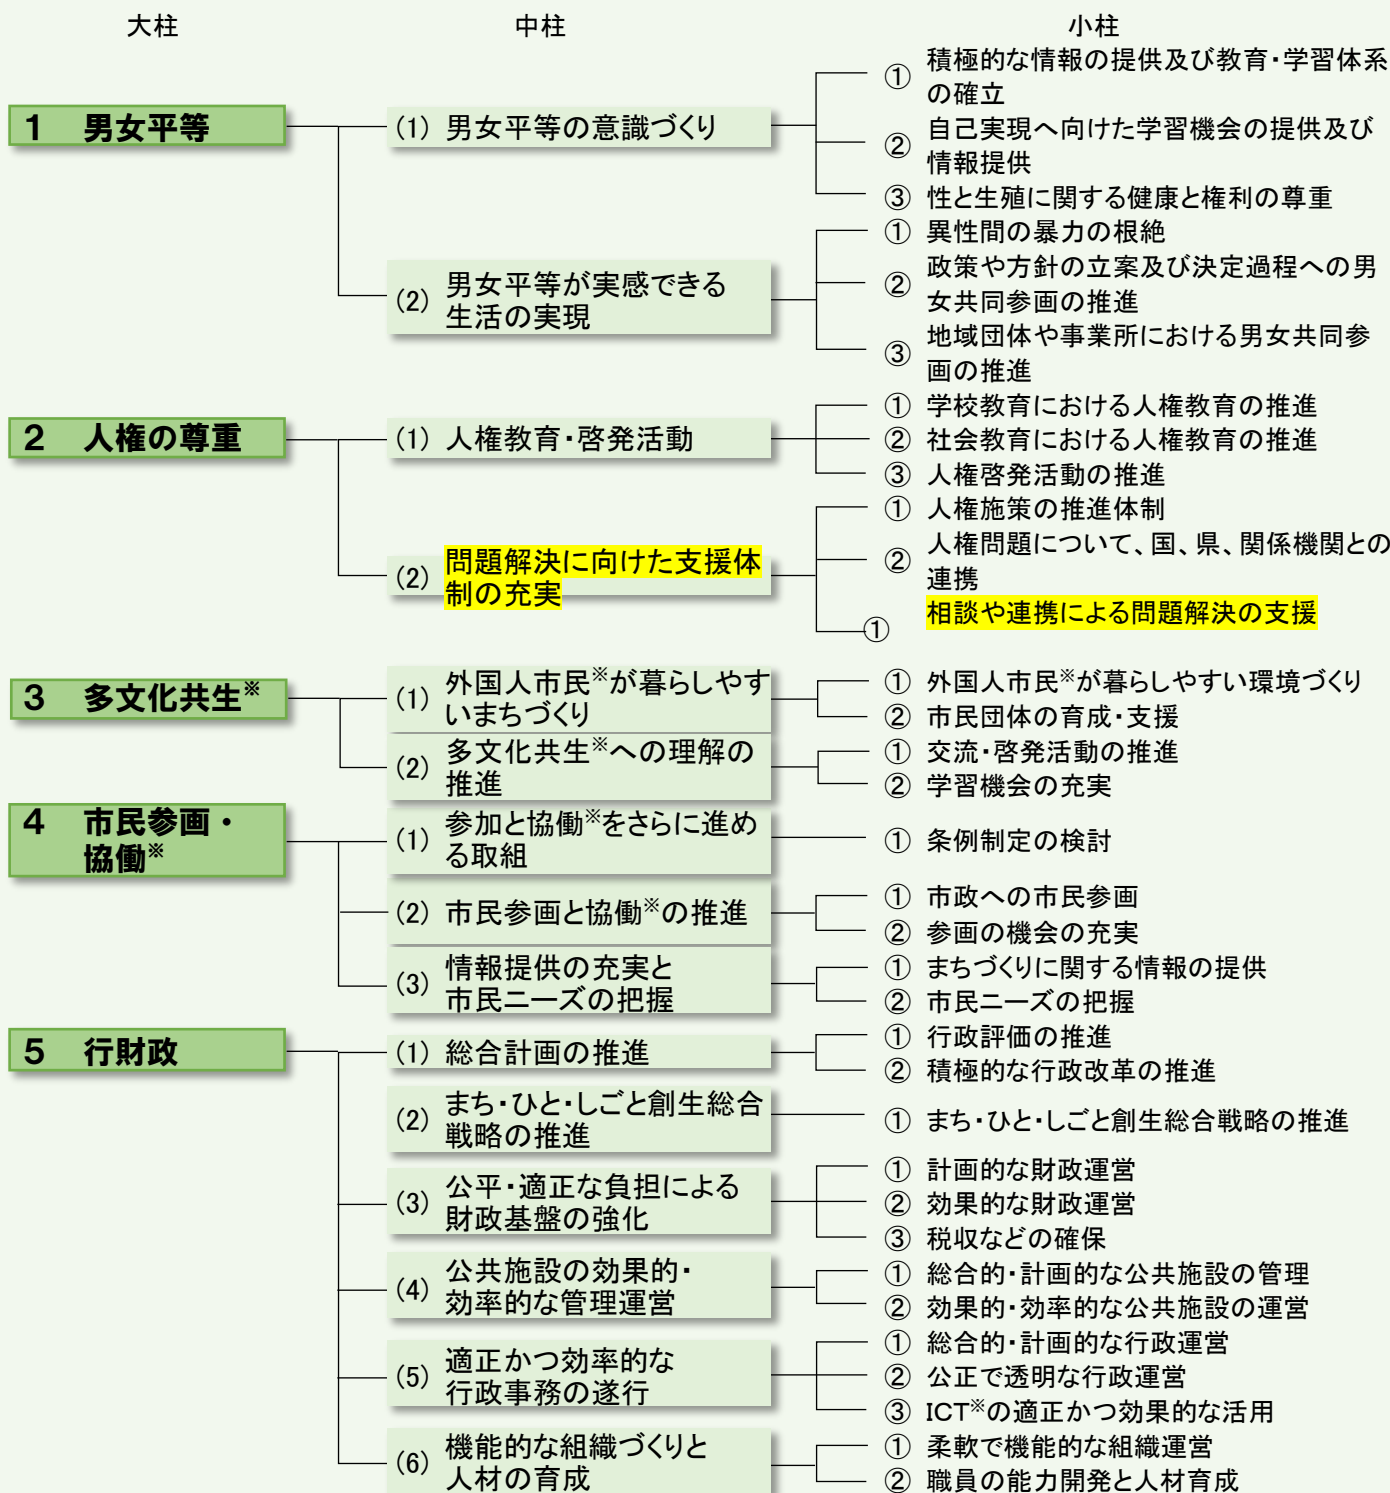 大柱 中柱 小柱
1 男女平等
(1) 男女平等の意識づくり
① 積極的な情報の提供及び教育・学習体系
の確立
② 自己実現へ向けた学習機会の提供及び
情報提供
③ 性と生殖に関する健康と権利の尊重
(2) 男女平等が実感できる
生活の実現
① 異性間の暴力の根絶
② 政策や方針の立案及び決定過程への男
女共同参画の推進
③ 地域団体や事業所における男女共同参
画の推進
2 人権の尊重
(1) 人権教育・啓発活動
① 学校教育における人権教育の推進
② 社会教育における人権教育の推進
③ 人権啓発活動の推進
(2) 問題解決に向けた支援体
制の充実
① 人権施策の推進体制
② 人権問題について、国、県、関係機関との
連携
① 相談や連携による問題解決の支援
3 多文化共生※
(1) 外国人市民※が暮らしやす
いまちづくり
① 外国人市民※が暮らしやすい環境づくり
② 市民団体の育成・支援
(2) 多文化共生※への理解の
推進
① 交流・啓発活動の推進
② 学習機会の充実
4 市民参画・
協働※
(1) 参加と協働※をさらに進め
る取組
① 条例制定の検討
(2) 市民参画と協働※の推進
① 市政への市民参画
② 参画の機会の充実
(3) 情報提供の充実と
市民ニーズの把握
① まちづくりに関する情報の提供
② 市民ニーズの把握
5 行財政
(1) 総合計画の推進
① 行政評価の推進
② 積極的な行政改革の推進
(2) まち・ひと・しごと創生総合
戦略の推進
① まち・ひと・しごと創生総合戦略の推進
(3) 公平・適正な負担による
財政基盤の強化
① 計画的な財政運営
② 効果的な財政運営
③ 税収などの確保
(4) 公共施設の効果的・
効率的な管理運営
① 総合的・計画的な公共施設の管理
② 効果的・効率的な公共施設の運営
(5) 適正かつ効率的な
行政事務の遂行
① 総合的・計画的な行政運営
② 公正で透明な行政運営
③ ICT※の適正かつ効果的な活用
(6) 機能的な組織づくりと
人材の育成
① 柔軟で機能的な組織運営
② 職員の能力開発と人材育成